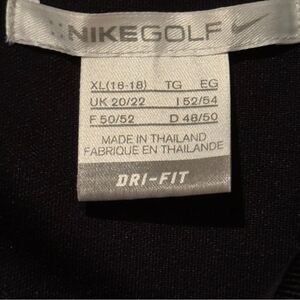 NIKEGOLF
XL(16-18) TG EG
UK 20/22 I 52/54
F 50/52 D 48/50
MADE IN THAILAND
FABRIQUE EN THAILANDE
DRI-FIT